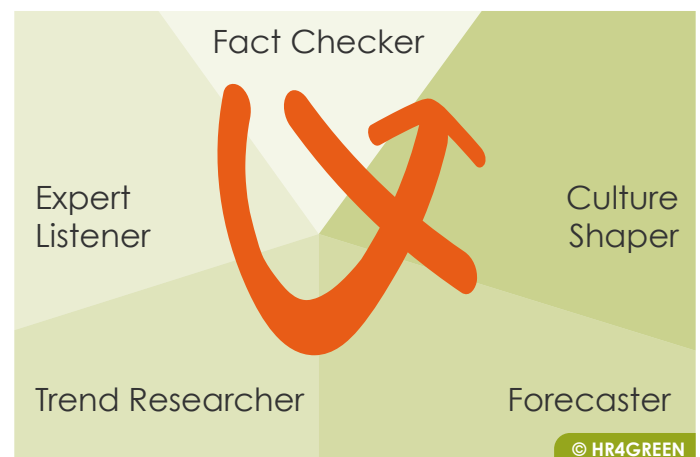 Fact Checker
Expert
Listener
Culture
Shaper
Trend Researcher
Forecaster
© HR4GREEN